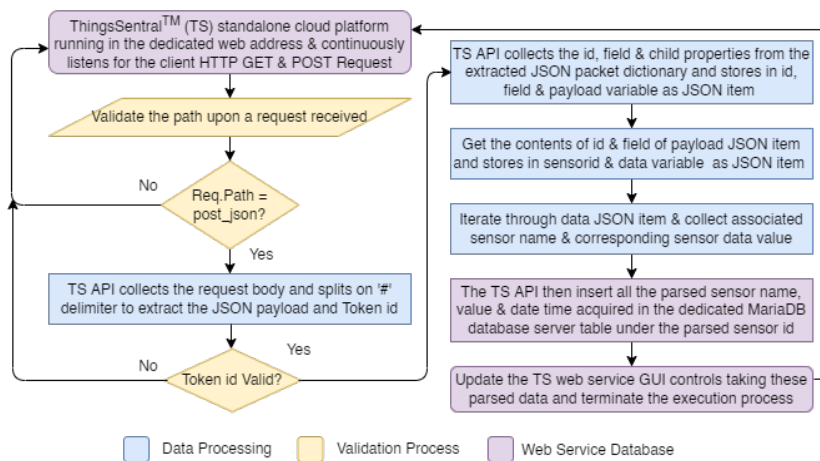 ThingsSentral™ (TS) standalone cloud platform
running in the dedicated web address & continuously
listens for the client HTTP GET & POST Request
Validate the path upon a request received
No
Req.Path =
post_json?
Yes
TS API collects the request body and splits on '#'
delimiter to extract the JSON payload and Token id
No
Yes
Token id Valid?
TS API collects the id, field & child properties from the
extracted JSON packet dictionary and stores in id,
field & payload variable as JSON item
Get the contents of id & field of payload JSON item
and stores in sensorid & data variable as JSON item
Iterate through data JSON item & collect associated
sensor name & corresponding sensor data value
The TS API then insert all the parsed sensor name,
value & date time acquired in the dedicated MariaDB
database server table under the parsed sensor id
Update the TS web service GUI controls taking these
parsed data and terminate the execution process
Data Processing
Validation Process
Web Service Database